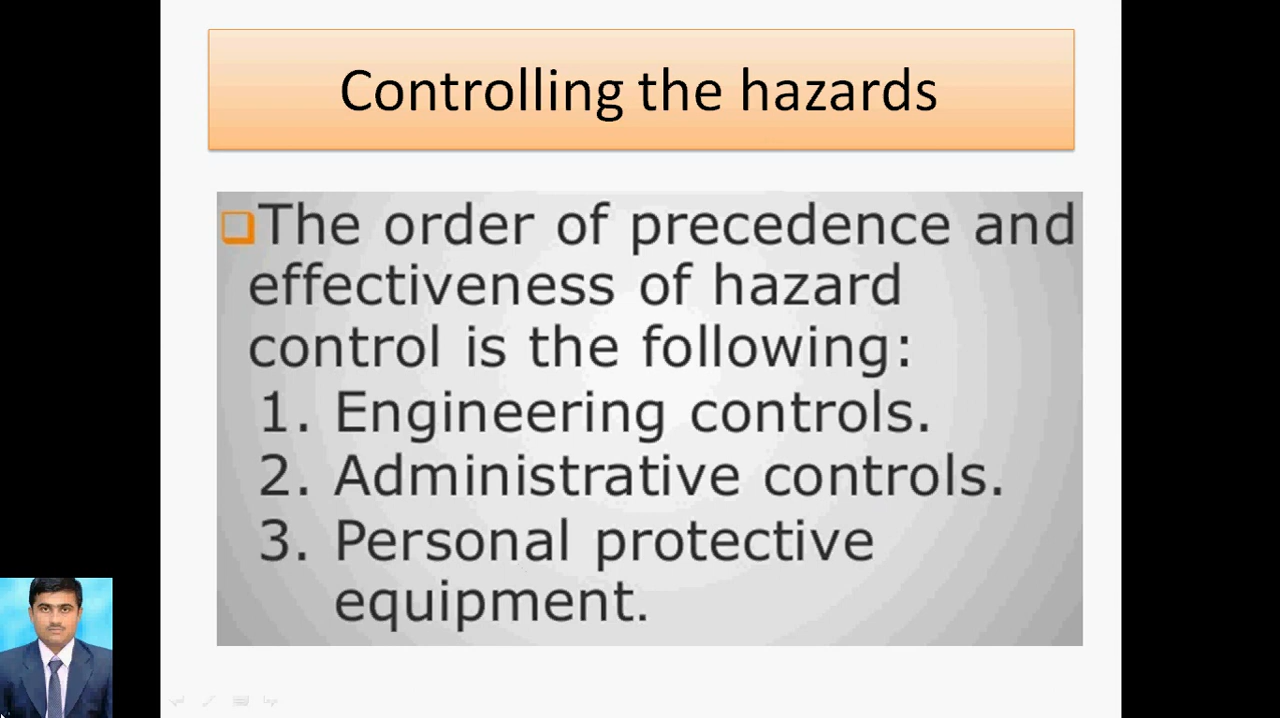 Controlling the hazards
The order of precedence and
effectiveness of hazard
control is the following:
1. Engineering controls.
2. Administrative controls.
3. Personal protective
equipment.